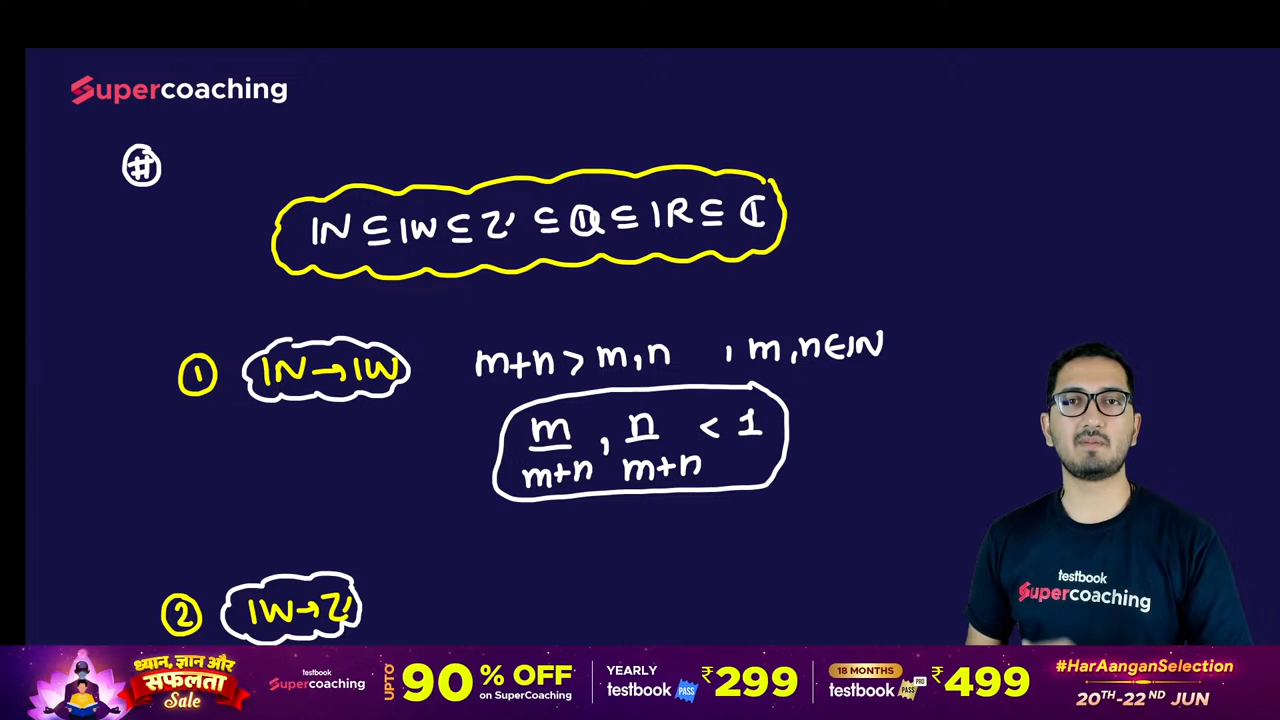 Supercoaching
#
ℕ ⊆ 𝕎 ⊆ ℤ ⊆ ℚ ⊆ ℝ ⊆ ℂ
① ℕ → 𝕎 m+n > m,n , m,n ∈ ℕ
m/m+n , n/m+n < 1
② 𝕎 → ℤ
testbook
Supercoaching
ध्यान, ज्ञान और
सफलता
Sale
testbook
Supercoaching
UPTO 90% OFF
on SuperCoaching
YEARLY
testbook PASS
₹299
18 MONTHS
testbook PASS PRO
₹499
#HarAanganSelection
20TH-22ND JUN